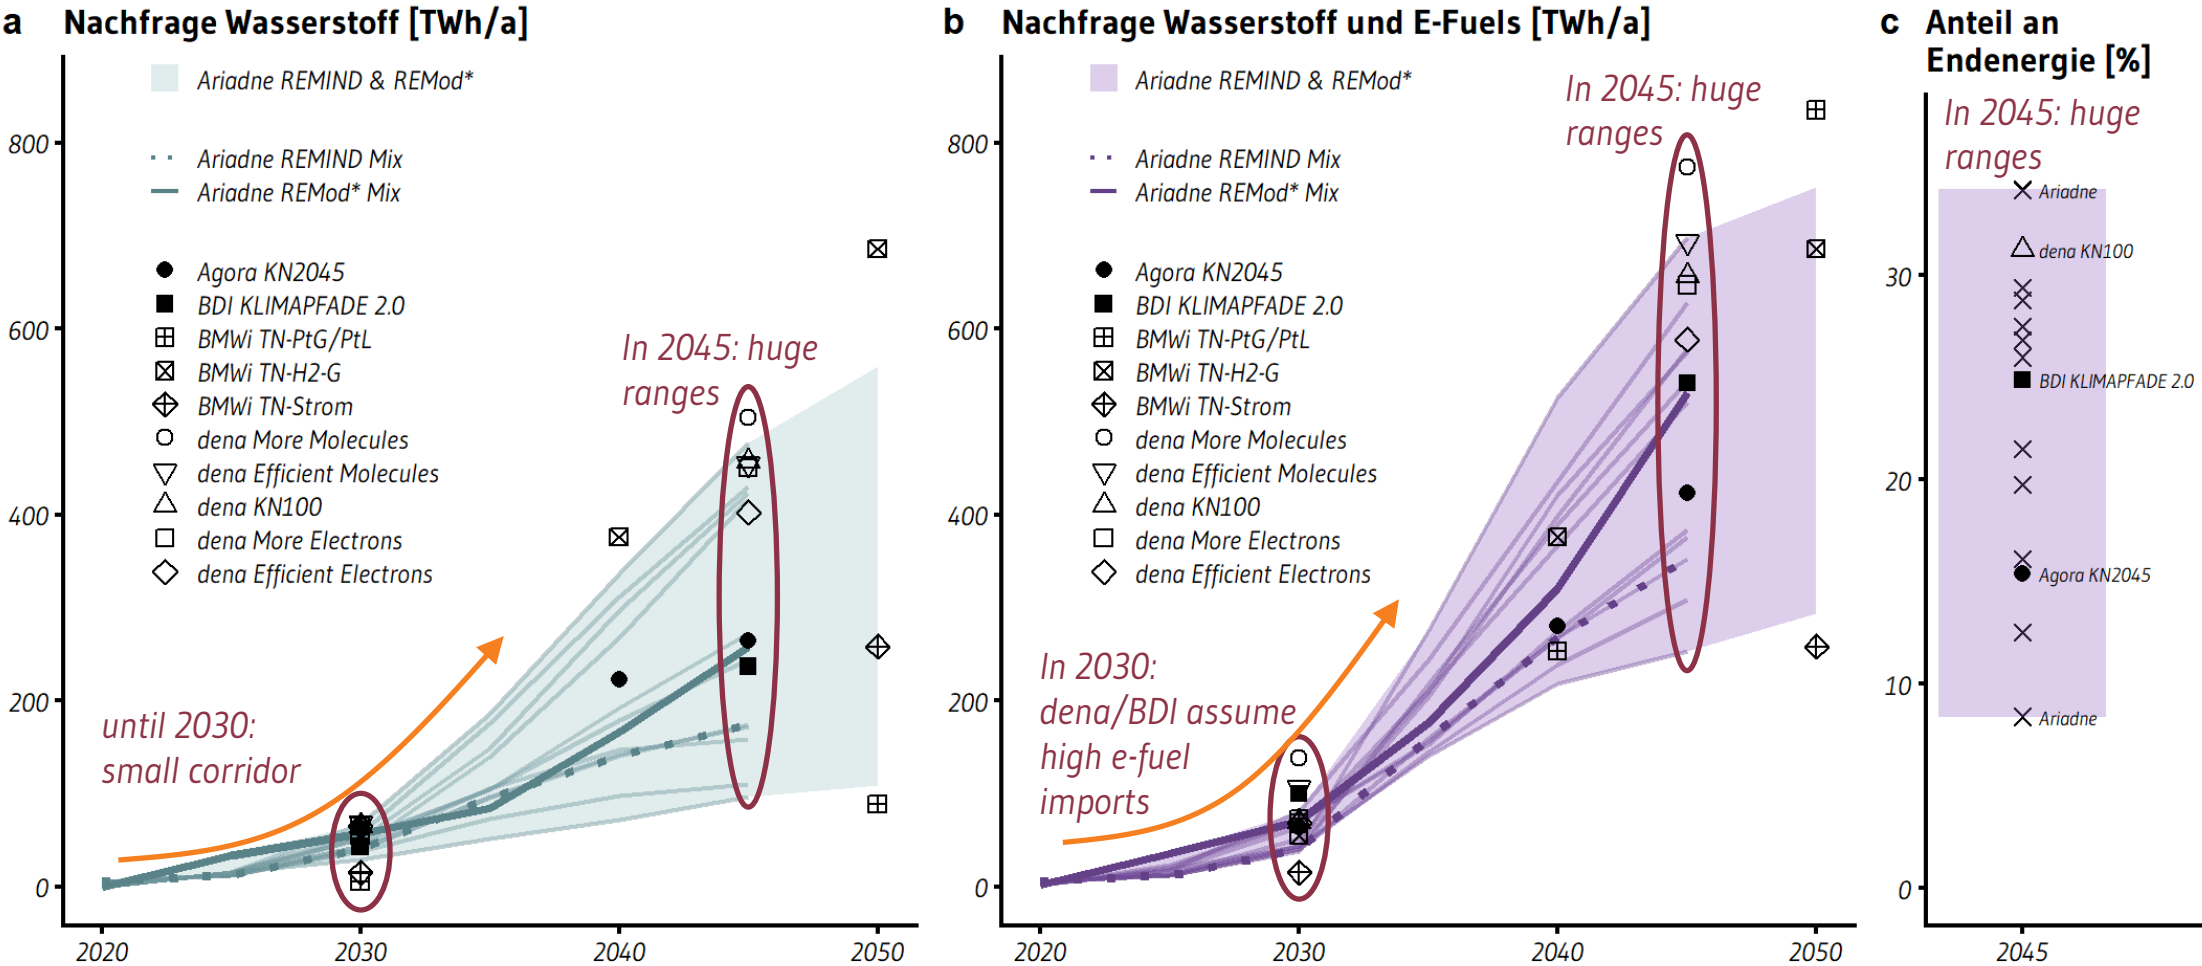 a Nachfrage Wasserstoff [TWh/a]
Ariadne REMIND & REMod*
Ariadne REMIND Mix
Ariadne REMod* Mix
Agora KN2045
BDI KLIMAPFADE 2.0
BMWi TN-PtG/PtL
BMWi TN-H2-G
BMWi TN-Strom
dena More Molecules
dena Efficient Molecules
dena KN100
dena More Electrons
dena Efficient Electrons
In 2045: huge
ranges
until 2030:
small corridor
800
600
400
200
0
2020
2030
2040
2050
b Nachfrage Wasserstoff und E-Fuels [TWh/a]
Ariadne REMIND & REMod*
Ariadne REMIND Mix
Ariadne REMod* Mix
Agora KN2045
BDI KLIMAPFADE 2.0
BMWi TN-PtG/PtL
BMWi TN-H2-G
BMWi TN-Strom
dena More Molecules
dena Efficient Molecules
dena KN100
dena More Electrons
dena Efficient Electrons
In 2045: huge
ranges
In 2030:
dena/BDI assume
high e-fuel
imports
800
600
400
200
0
2020
2030
2040
2050
c Anteil an
Endenergie [%]
In 2045: huge
ranges
Ariadne
dena KN100
BDI KLIMAPFADE 2.0
Agora KN2045
Ariadne
30
20
10
0
2045